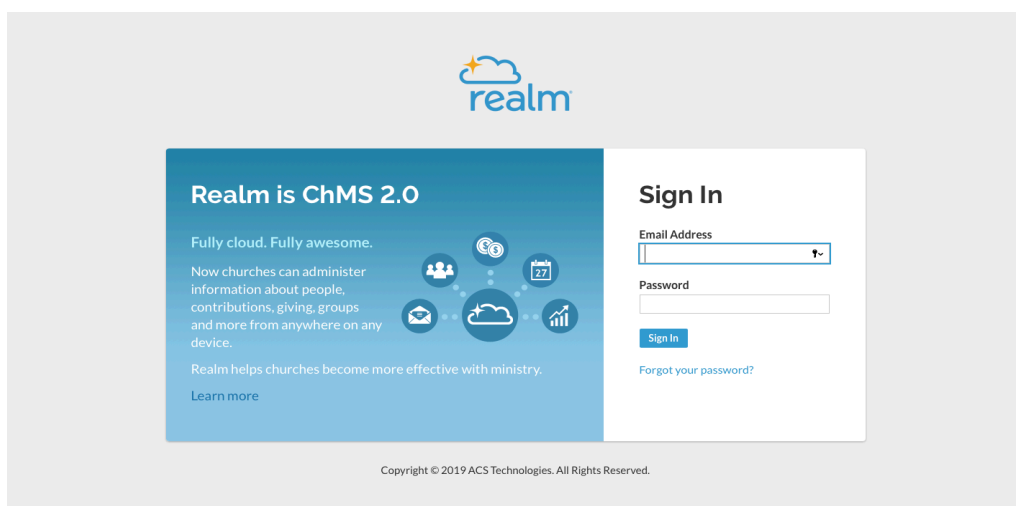 realm
Realm is ChMS 2.0
Fully cloud. Fully awesome.
Now churches can administer
information about people,
contributions, giving, groups
and more from anywhere on any
device.
Realm helps churches become more effective with ministry.
Learn more
$ $
27
Sign In
Email Address
Password
Sign In
Forgot your password?
Copyright © 2019 ACS Technologies. All Rights Reserved.